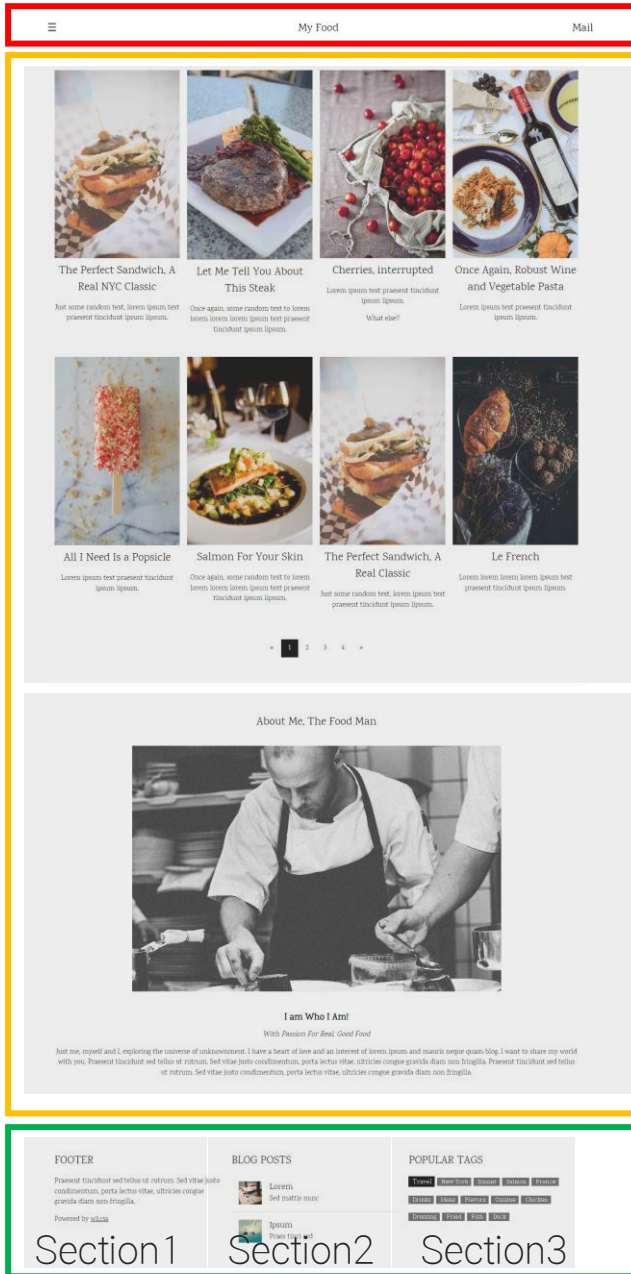 ☰ My Food Mail
The Perfect Sandwich, A
Real NYC Classic
Just some random text, lorem ipsum text
praesent tincidunt ipsum lipsum.
Let Me Tell You About
This Steak
Once again, some random text to lorem
lorem lorem lorem ipsum text praesent
tincidunt ipsum lipsum.
Cherries, interrupted
Lorem ipsum text praesent tincidunt
ipsum lipsum.
What else?
Once Again, Robust Wine
and Vegetable Pasta
Lorem ipsum text praesent tincidunt
ipsum lipsum.
All I Need Is a Popsicle
Lorem ipsum text praesent tincidunt
ipsum lipsum.
Salmon For Your Skin
Once again, some random text to lorem
lorem lorem lorem ipsum text praesent
tincidunt ipsum lipsum.
The Perfect Sandwich, A
Real Classic
Just some random text, lorem ipsum text
praesent tincidunt ipsum lipsum.
Le French
Lorem lorem lorem lorem ipsum text
praesent tincidunt ipsum lipsum.
« 1 2 3 4 »
About Me, The Food Man
I am Who I Am!
With Passion For Real, Good Food
Just me, myself and I, exploring the universe of unknownment. I have a heart of love and an interest of lorem ipsum and mauris neque quam blog. I want to share my world
with you. Praesent tincidunt sed tellus ut rutrum. Sed vitae justo condimentum, porta lectus vitae, ultricies congue gravida diam non fringilla. Praesent tincidunt sed tellus
ut rutrum. Sed vitae justo condimentum, porta lectus vitae, ultricies congue gravida diam non fringilla.
FOOTER
Praesent tincidunt sed tellus ut rutrum. Sed vitae justo
condimentum, porta lectus vitae, ultricies congue
gravida diam non fringilla.
Powered by w3.css
Section1
BLOG POSTS
Lorem
Sed mattis nunc
Ipsum
Praes tinci sed
Section2
POPULAR TAGS
Travel New York Dinner Salmon France
Drinks Ideas Flavors Cuisine Chicken
Dressing Fried Fish Duck
Section3